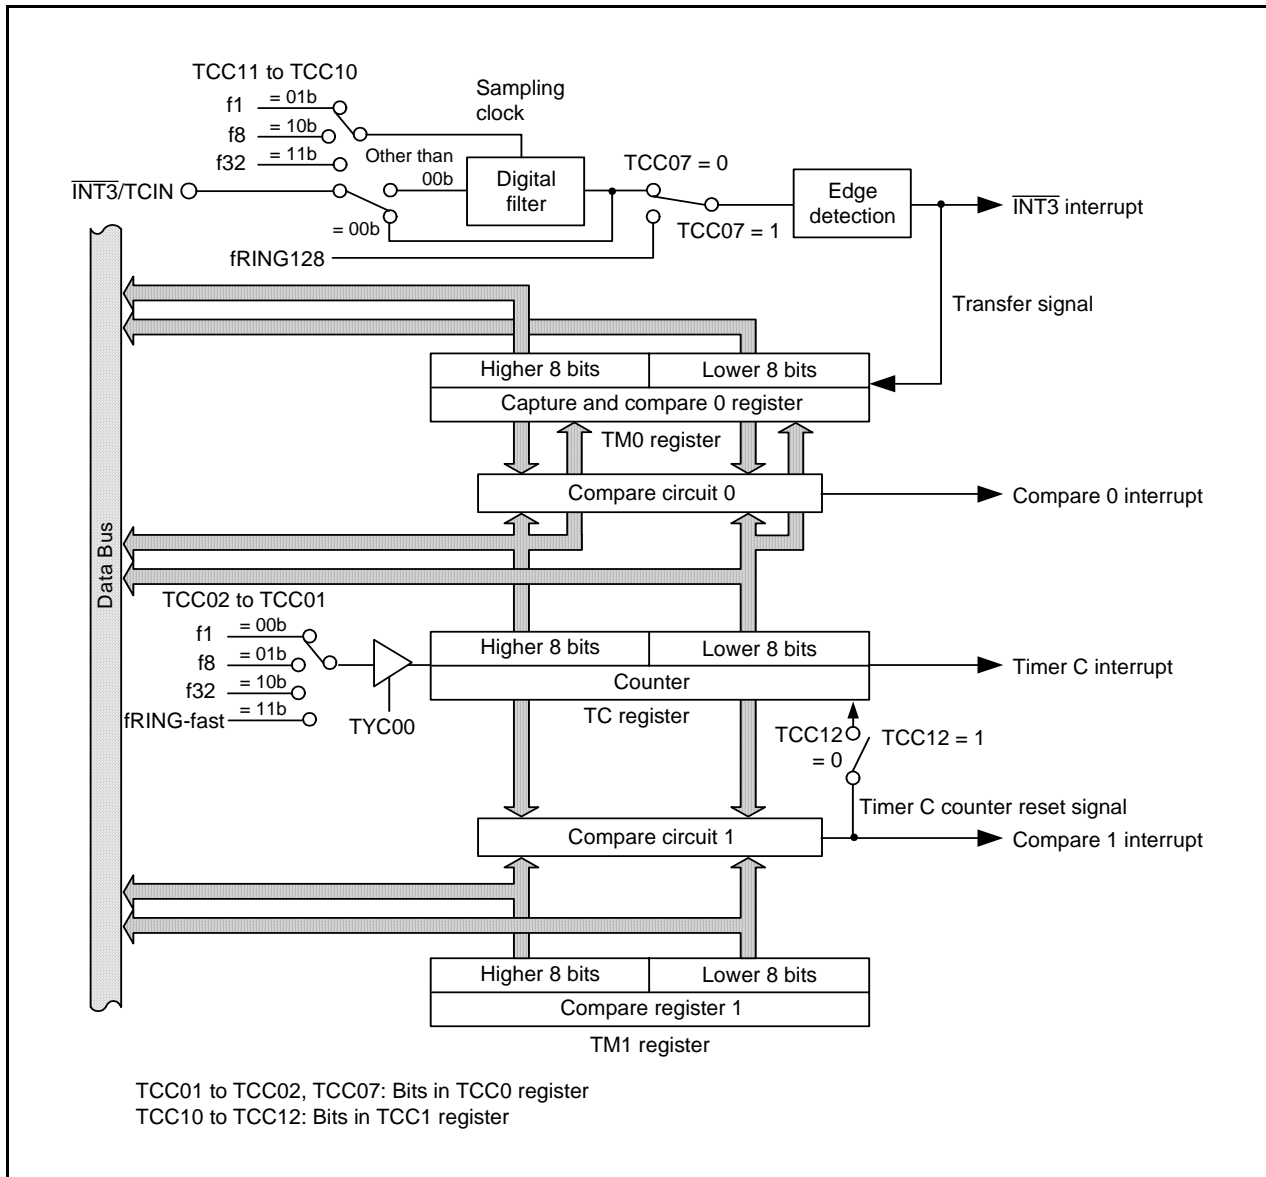 TCC11 to TCC10
f1
= 01b
f8
= 10b
f32
= 11b
Sampling
clock
Other than
00b
Digital
filter
INT3/TCIN
= 00b
fRING128
TCC07 = 0
TCC07 = 1
Edge
detection
INT3 interrupt
Transfer signal
Higher 8 bits
Lower 8 bits
Capture and compare 0 register
TM0 register
Compare circuit 0
Compare 0 interrupt
Data Bus
TCC02 to TCC01
f1
= 00b
f8
= 01b
f32
= 10b
fRING-fast
= 11b
TYC00
Higher 8 bits
Lower 8 bits
Counter
TC register
Timer C interrupt
TCC12
= 0
TCC12 = 1
Timer C counter reset signal
Compare circuit 1
Compare 1 interrupt
Higher 8 bits
Lower 8 bits
Compare register 1
TM1 register
TCC01 to TCC02, TCC07: Bits in TCC0 register
TCC10 to TCC12: Bits in TCC1 register